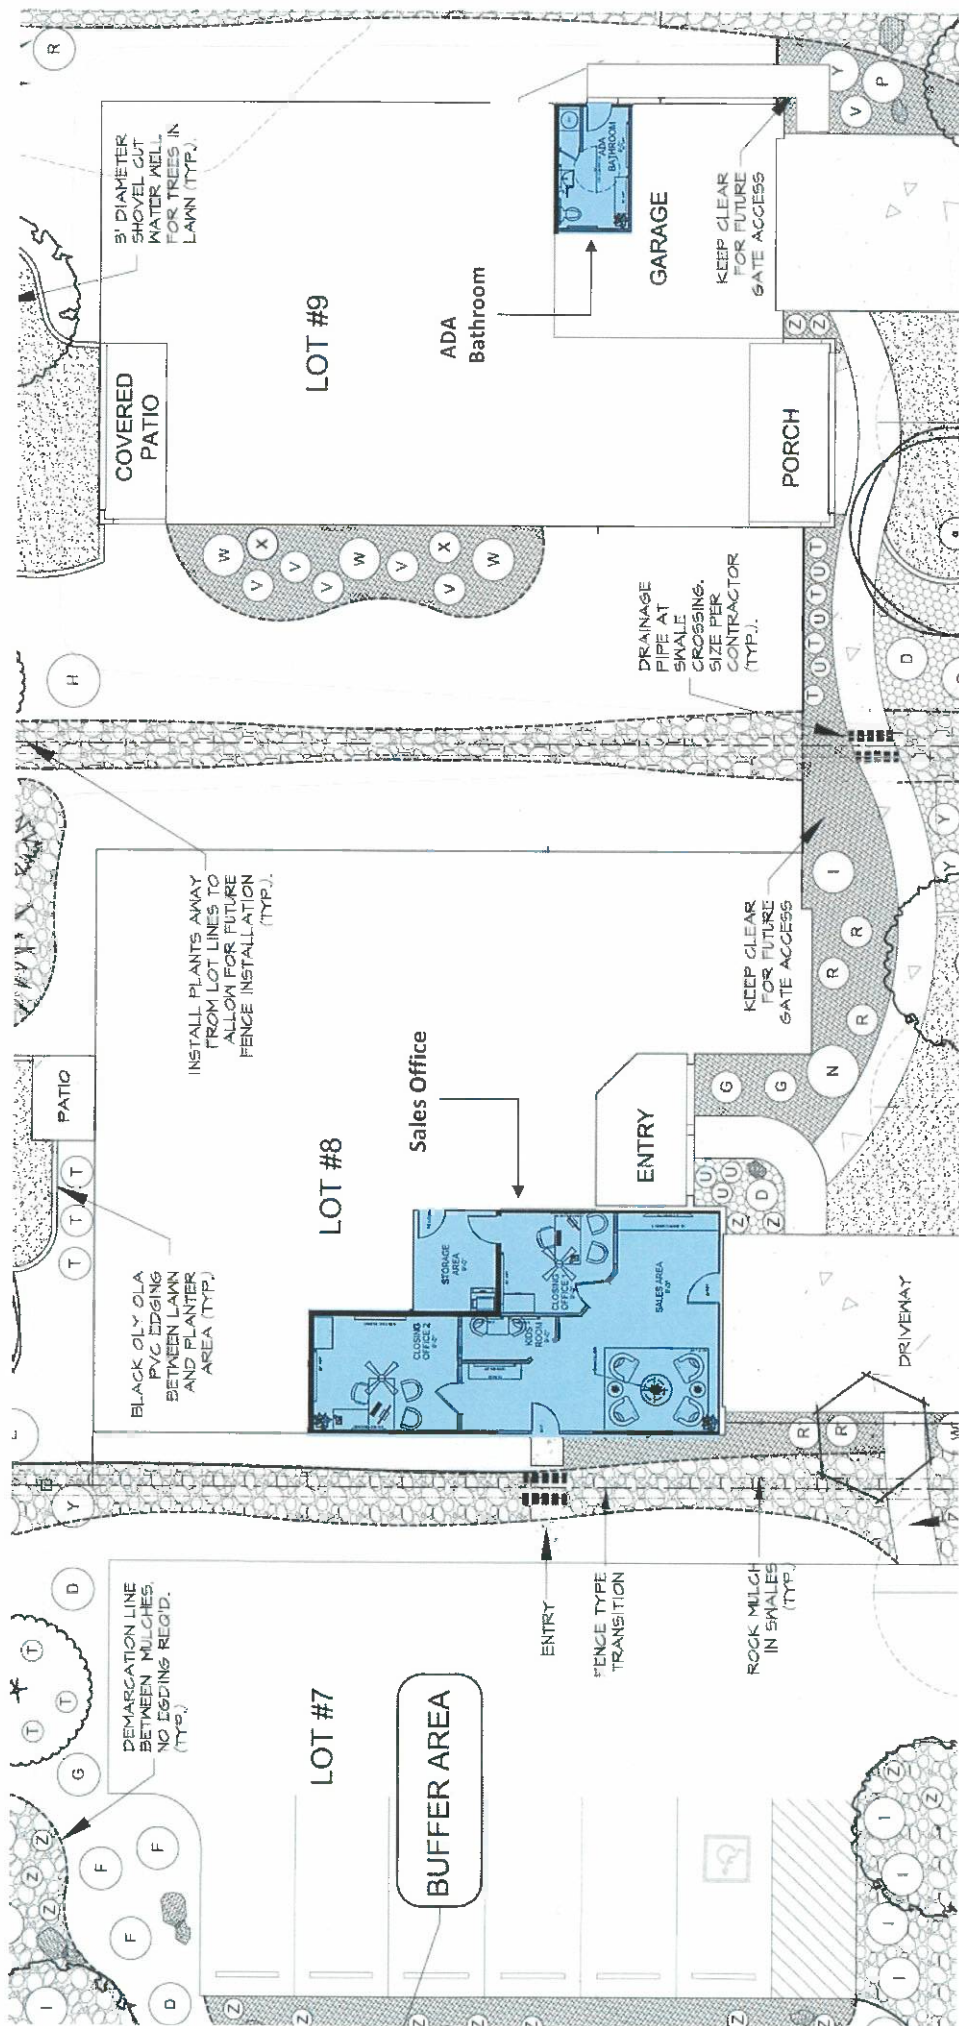 3' DIAMETER
SHOVEL CUT
WATER WELL
FOR TREES IN
LAWN (TYP.)
COVERED
PATIO
LOT #9
ADA
Bathroom
ADA
BATHROOM
GARAGE
KEEP CLEAR
FOR FUTURE
GATE ACCESS
PORCH
DRAINAGE
PIPE AT
SWALE
CROSSING.
SIZE PER
CONTRACTOR
(TYP.).
INSTALL PLANTS AWAY
FROM LOT LINES TO
ALLOW FOR FUTURE
FENCE INSTALLATION
(TYP.).
KEEP CLEAR
FOR FUTURE
GATE ACCESS
PATIO
LOT #8
Sales Office
ENTRY
BLACK OLY OLA
PVC EDGING
BETWEEN LAWN
AND PLANTER
AREA (TYP.)
STORAGE
AREA
CLOSING
OFFICE
CLOSING
OFFICE 2
KIDS
ROOM
SALES AREA
DRIVEWAY
DEMARCATION LINE
BETWEEN MULCHES.
NO EGDING REQ'D.
(TYP.)
ENTRY
FENCE TYPE
TRANSITION
ROCK MULCH
IN SWALES
(TYP.)
LOT #7
BUFFER AREA
R
Y
V
P
Z
Z
W
X
V
V
V
W
V
X
V
W
H
T
U
T
U
T
U
T
D
Y
Y
I
R
R
R
N
G
G
U
U
U
D
Z
Z
T
T
T
T
R
R
W
Y
D
T
T
T
G
F
F
F
D
Z
Z
Z
Z
I
I
I
I
I
Z
Z
Z